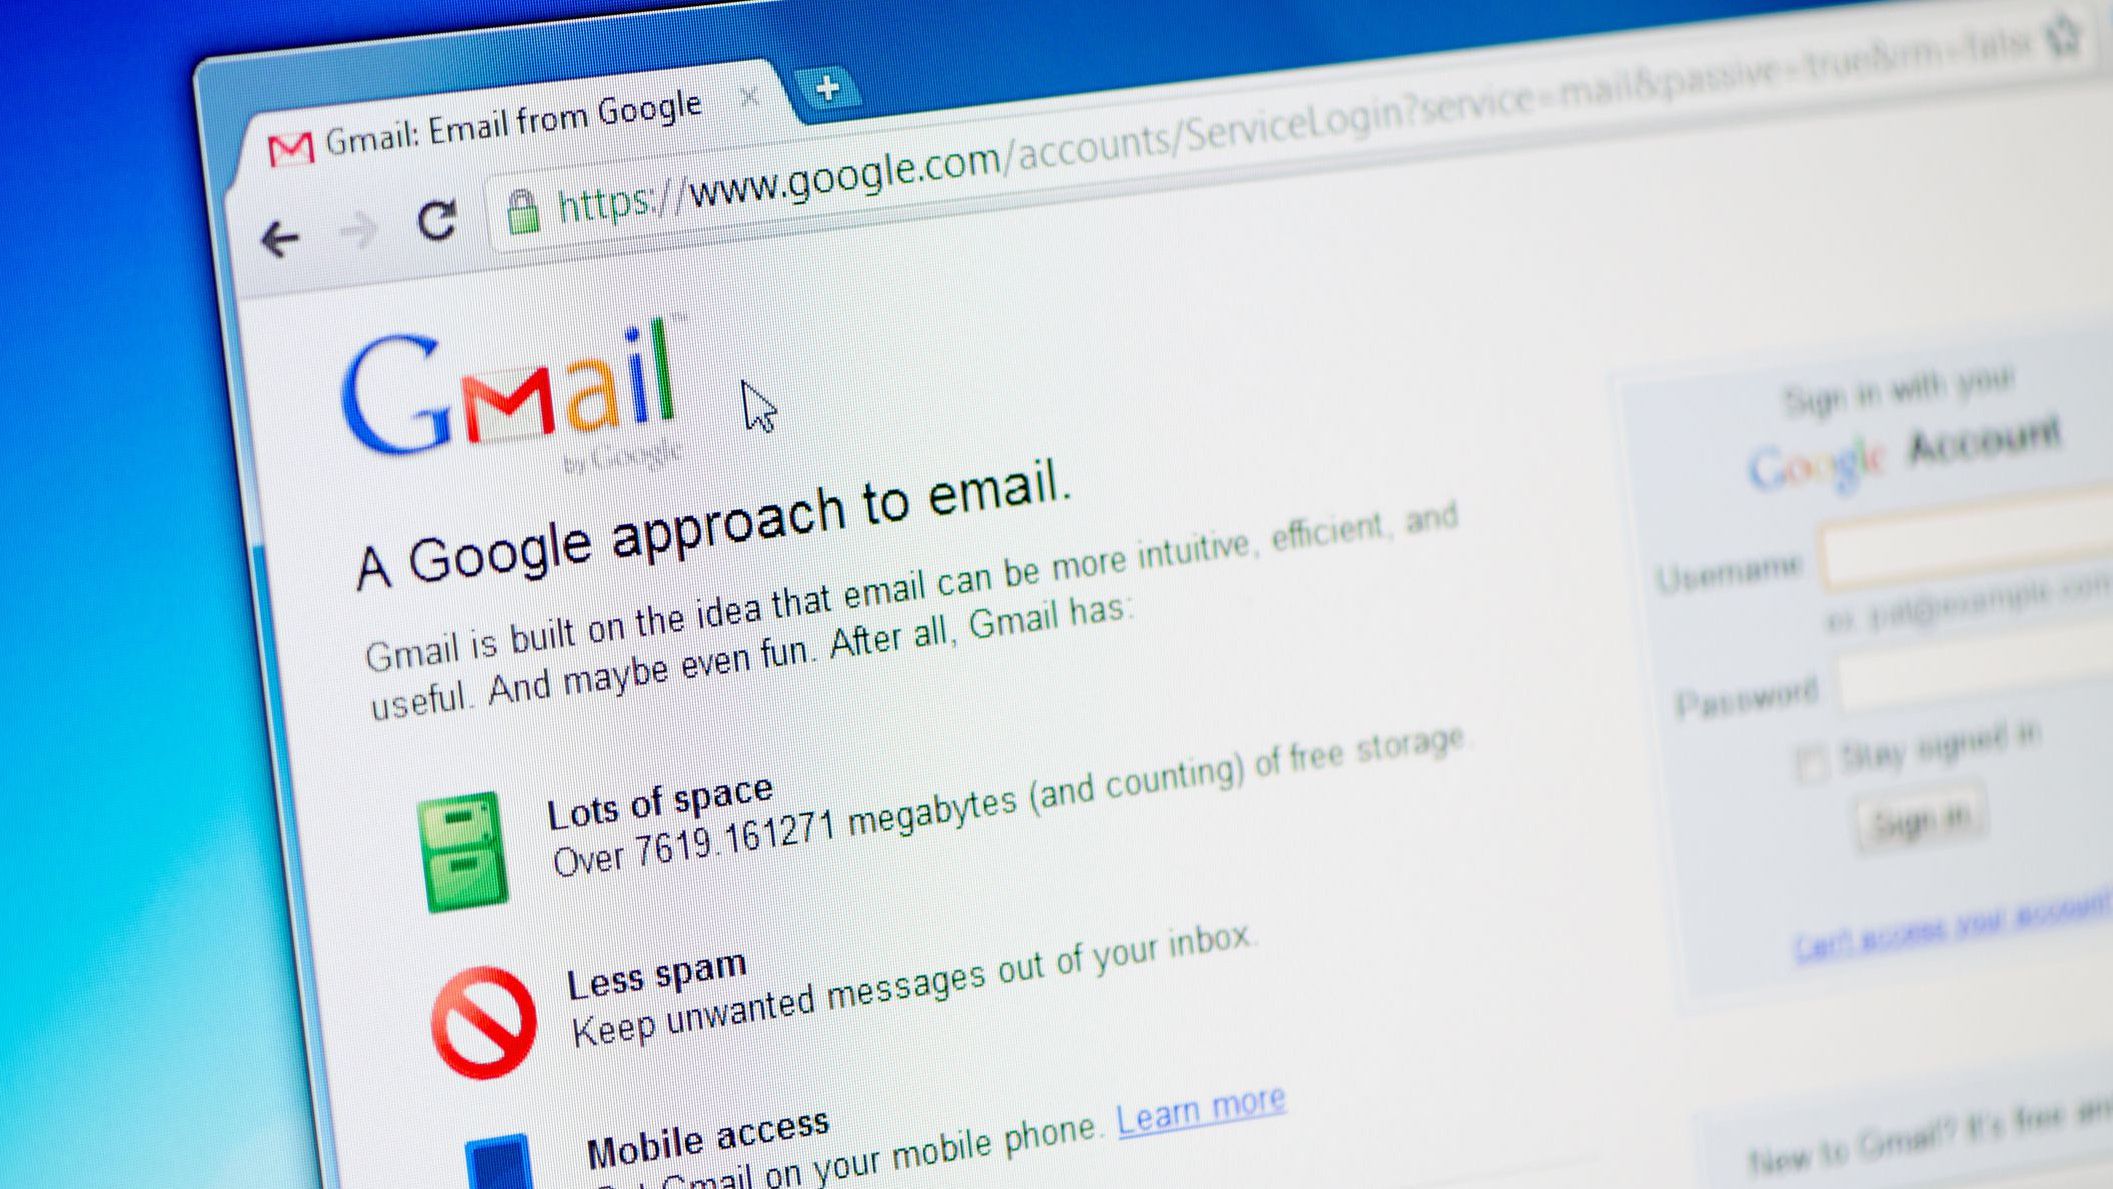 Gmail: Email from Google
https://www.google.com/accounts/ServiceLogin?service=mail&passive=true&rm=false
Gmail™
by Google
A Google approach to email.
Gmail is built on the idea that email can be more intuitive, efficient, and
useful. And maybe even fun. After all, Gmail has:
Lots of space
Over 7619.161271 megabytes (and counting) of free storage.
Less spam
Keep unwanted messages out of your inbox.
Mobile access
Gmail on your mobile phone. Learn more
Sign in with your
Google Account
Username
ex: pat@example.com
Password
Stay signed in
Sign in
Can't access your account
New to Gmail? It's free and